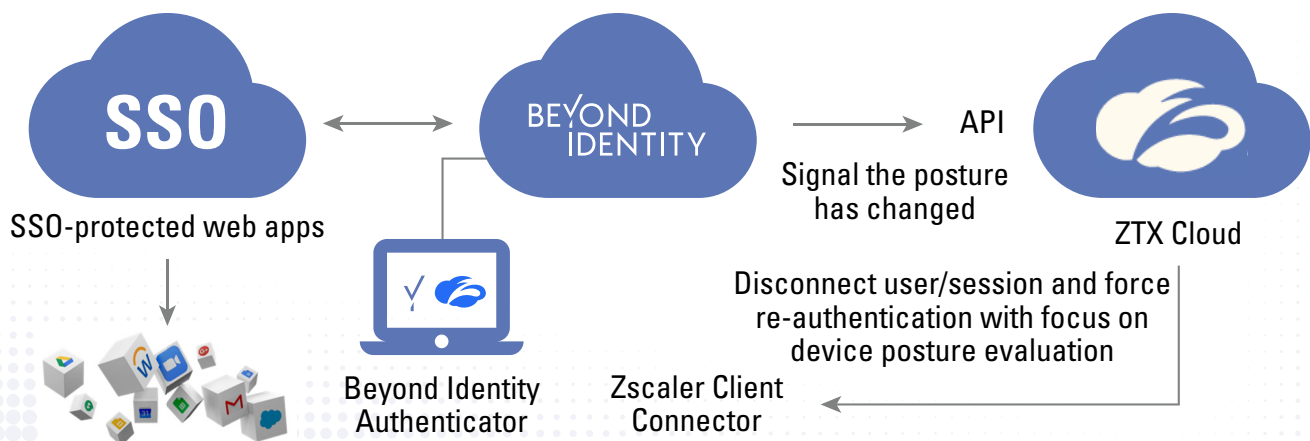 SSO
SSO-protected web apps
BEYOND
IDENTITY
Beyond Identity
Authenticator
API
Signal the posture
has changed
ZTX Cloud
Disconnect user/session and force
re-authentication with focus on
device posture evaluation
Zscaler Client
Connector
W
31
M